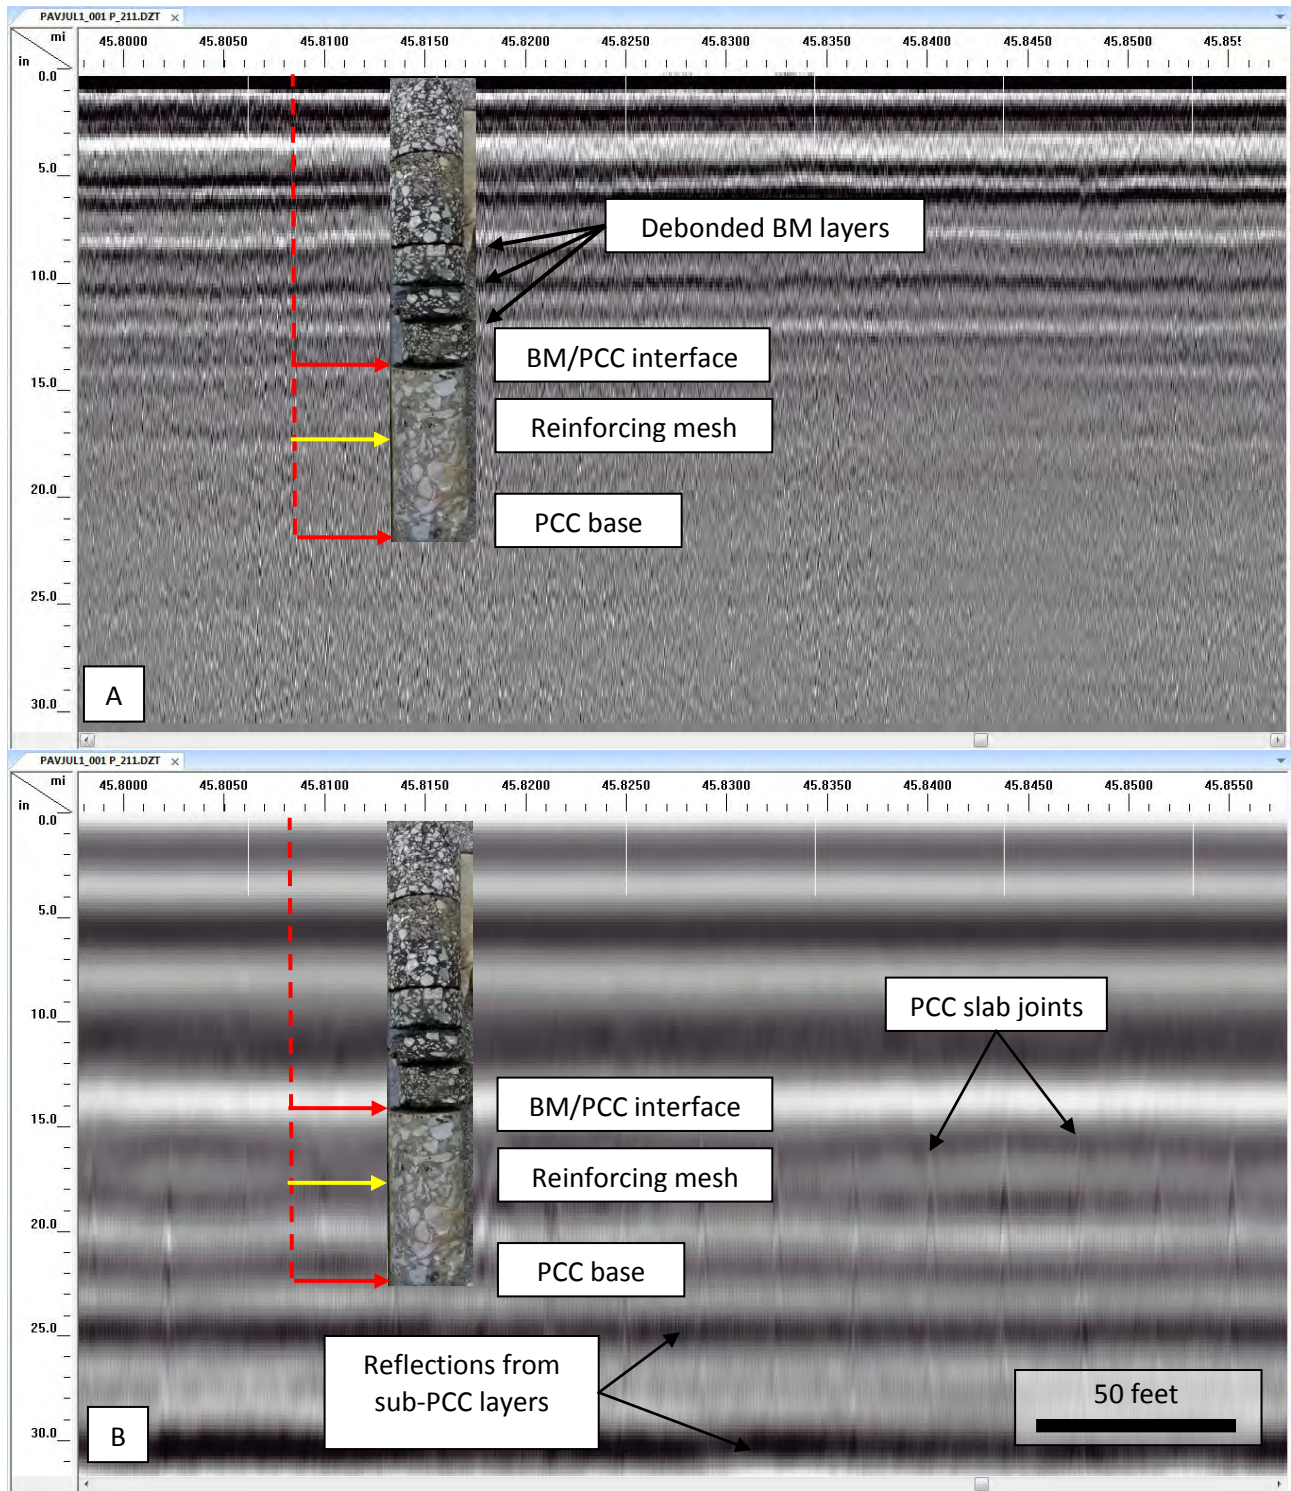 PAVJUL1_001 P_211.DZT ×
mi
in
45.8000 45.8050 45.8100 45.8150 45.8200 45.8250 45.8300 45.8350 45.8400 45.8450 45.8500
0.0
5.0
Debonded BM layers
10.0
BM/PCC interface
15.0
Reinforcing mesh
20.0
PCC base
25.0
A
30.0
PAVJUL1_001 P_211.DZT ×
mi
in
45.8000 45.8050 45.8100 45.8150 45.8200 45.8250 45.8300 45.8350 45.8400 45.8450 45.8500 45.8550
0.0
5.0
PCC slab joints
10.0
BM/PCC interface
15.0
Reinforcing mesh
20.0
PCC base
25.0
Reflections from
sub-PCC layers
50 feet
B
30.0